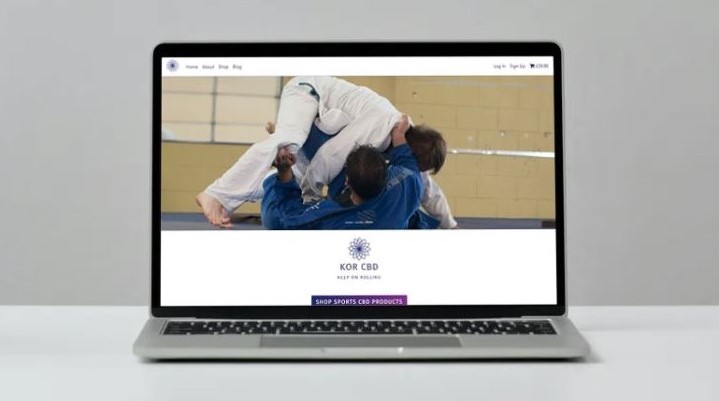 Home About Shop Blog
Log In Sign Up £0.00
KOR CBD
KEEP ON ROLLING
SHOP SPORTS CBD PRODUCTS